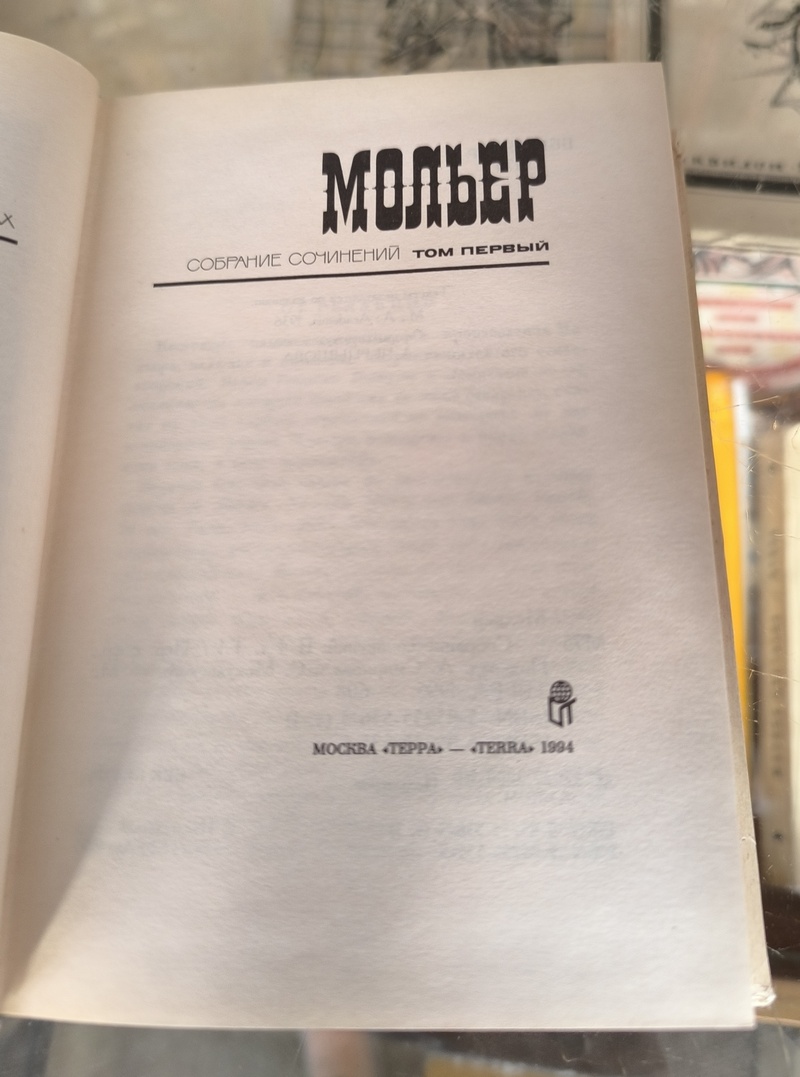 Х
МОЛЬЕР
СОБРАНИЕ СОЧИНЕНИЙ ТОМ ПЕРВЫЙ
МОСКВА «ТЕРРА» — «TERRA» 1994